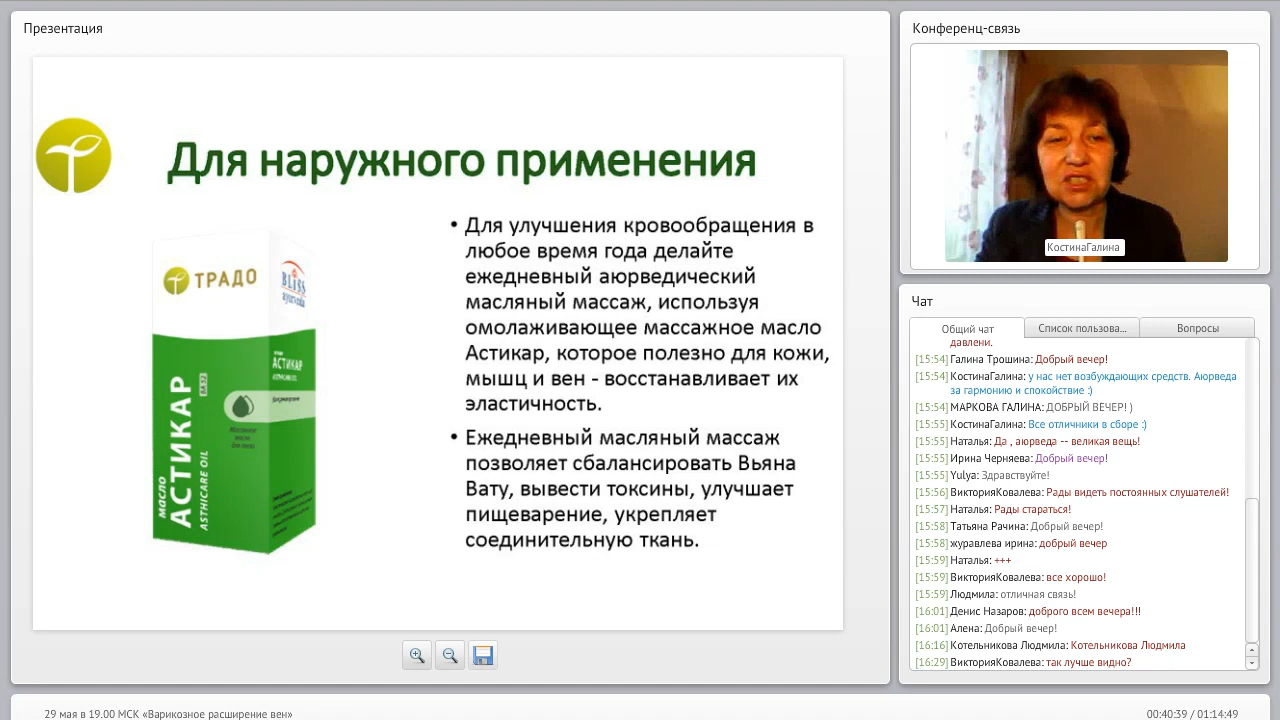 Презентация
Для наружного применения
ТРАДО
BLiSS
ayurveda
масло
АСТИКАР
ASTHICARE OIL
АСТИКАР
ASTHICARE OIL
• Для улучшения кровообращения в
любое время года делайте
ежедневный аюрведический
масляный массаж, используя
омолаживающее массажное масло
Астикар, которое полезно для кожи,
мышц и вен - восстанавливает их
эластичность.
• Ежедневный масляный массаж
позволяет сбалансировать Вьяна
Вату, вывести токсины, улучшает
пищеварение, укрепляет
соединительную ткань.
Конференц-связь
КостинаГалина
Чат
Общий чат
Список пользова...
Вопросы
давлени.
[15:54] Галина Трошина: Добрый вечер!
[15:54] КостинаГалина: у нас нет возбуждающих средств. Аюрведа
за гармонию и спокойствие :)
[15:54] МАРКОВА ГАЛИНА: ДОБРЫЙ ВЕЧЕР! )
[15:55] КостинаГалина: Все отличники в сборе :)
[15:55] Наталья: Да , аюрведа -- великая вещь!
[15:55] Ирина Черняева: Добрый вечер!
[15:55] Yulya: Здравствуйте!
[15:56] ВикторияКовалева: Рады видеть постоянных слушателей!
[15:57] Наталья: Рады стараться!
[15:58] Татьяна Рачина: Добрый вечер!
[15:58] журавлева ирина: добрый вечер
[15:59] Наталья: +++
[15:59] ВикторияКовалева: все хорошо!
[15:59] Людмила: отличная связь!
[16:01] Денис Назаров: доброго всем вечера!!!
[16:01] Алена: Добрый вечер!
[16:16] Котельникова Людмила: Котельникова Людмила
[16:29] ВикторияКовалева: так лучше видно?
29 мая в 19.00 МСК «Варикозное расширение вен»
00:40:39 / 01:14:49